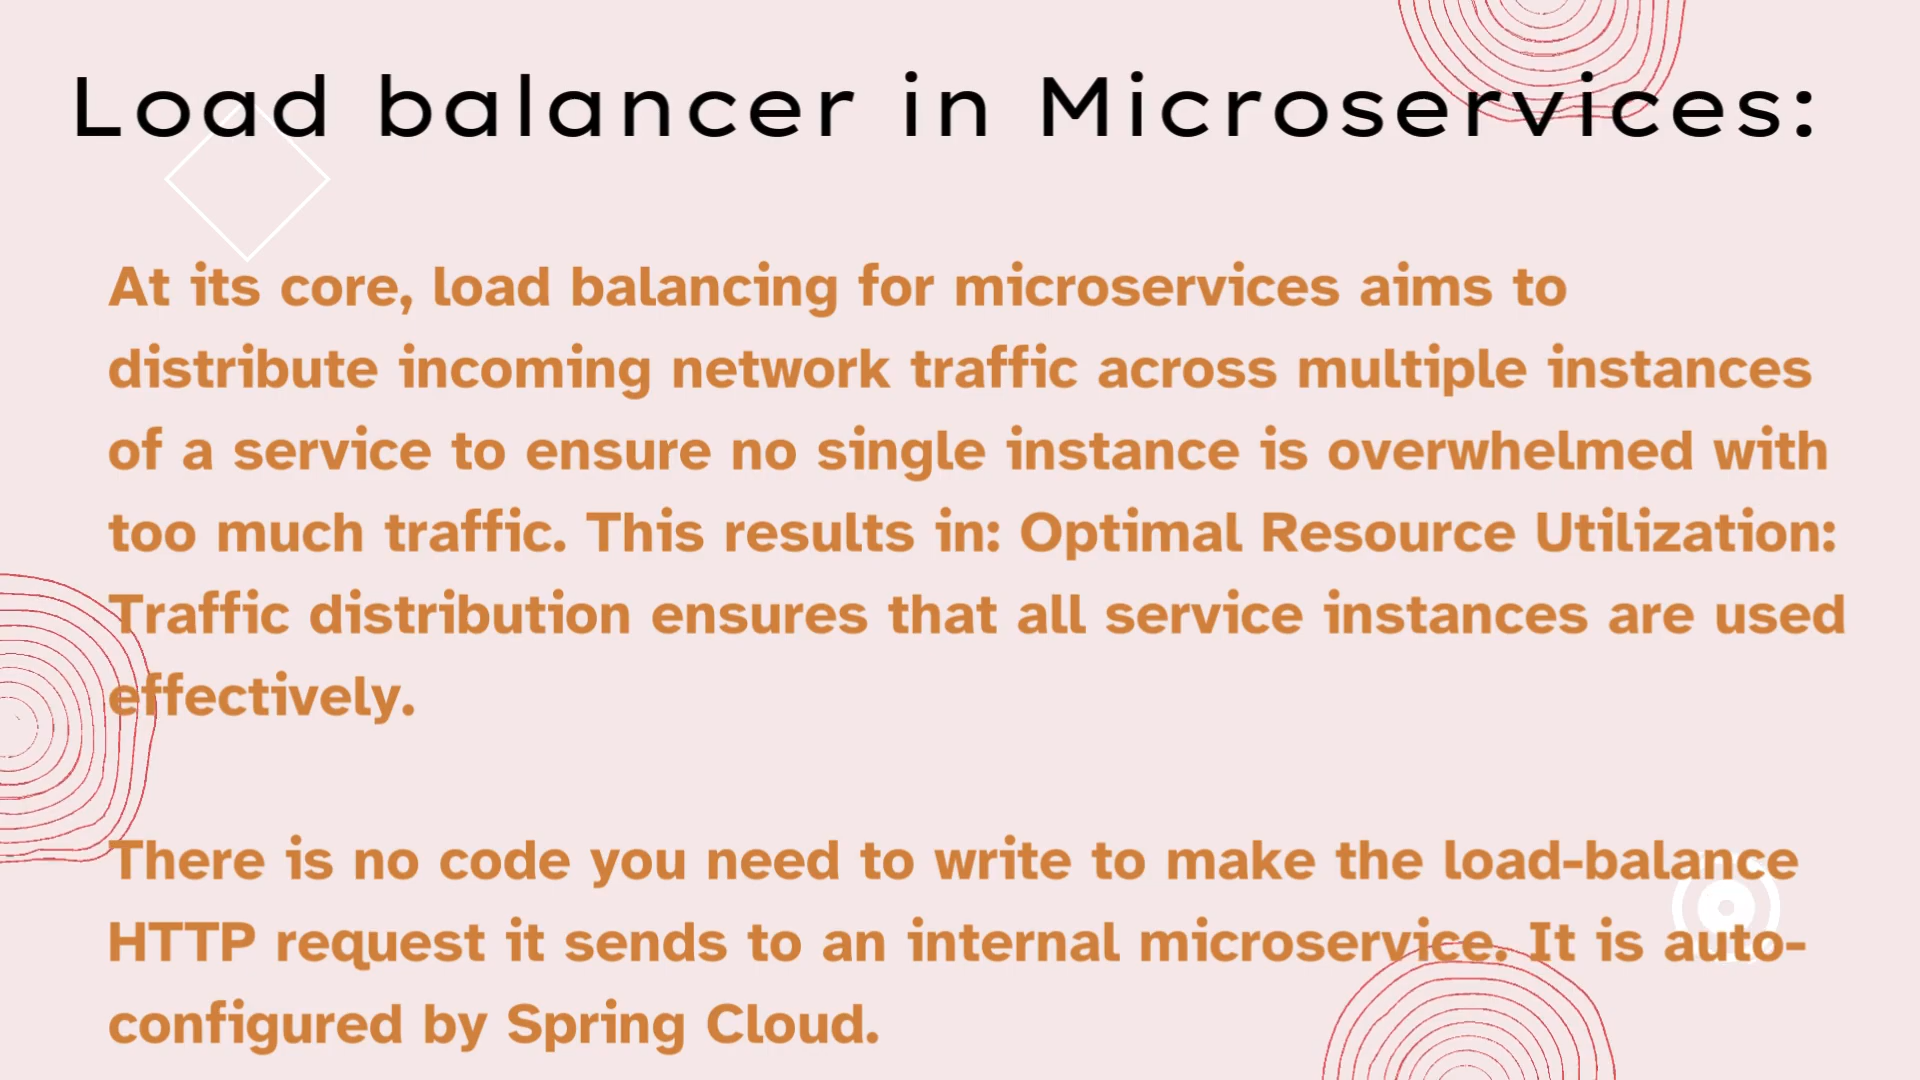 Load balancer in Microservices:
At its core, load balancing for microservices aims to
distribute incoming network traffic across multiple instances
of a service to ensure no single instance is overwhelmed with
too much traffic. This results in: Optimal Resource Utilization:
Traffic distribution ensures that all service instances are used
effectively.
There is no code you need to write to make the load-balance
HTTP request it sends to an internal microservice. It is auto-
configured by Spring Cloud.